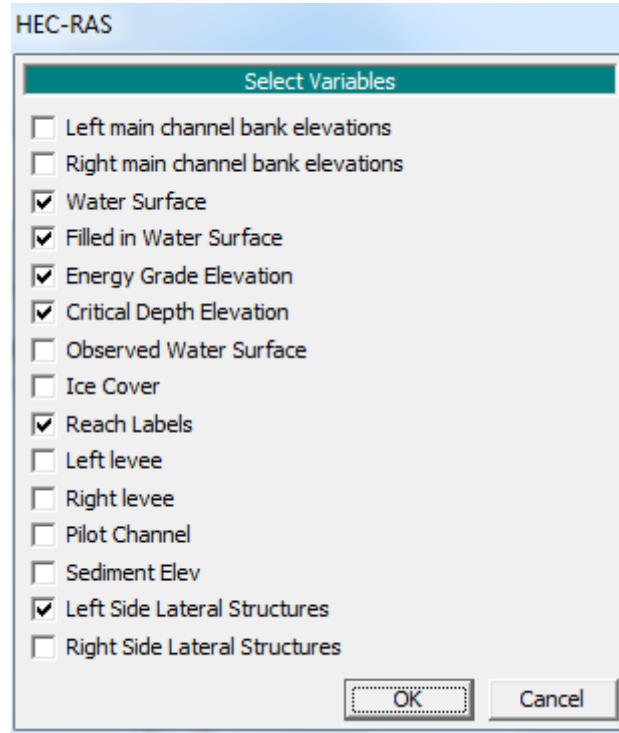 HEC-RAS
Select Variables
Left main channel bank elevations
Right main channel bank elevations
Water Surface
Filled in Water Surface
Energy Grade Elevation
Critical Depth Elevation
Observed Water Surface
Ice Cover
Reach Labels
Left levee
Right levee
Pilot Channel
Sediment Elev
Left Side Lateral Structures
Right Side Lateral Structures
OK Cancel